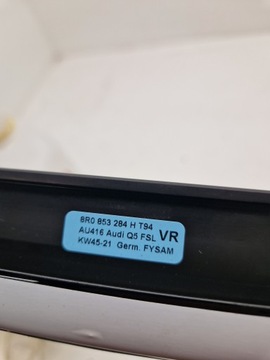 8R0 853 284 H T94
AU416 Audi Q5 FSL VR
KW45-21 Germ. FYSAM